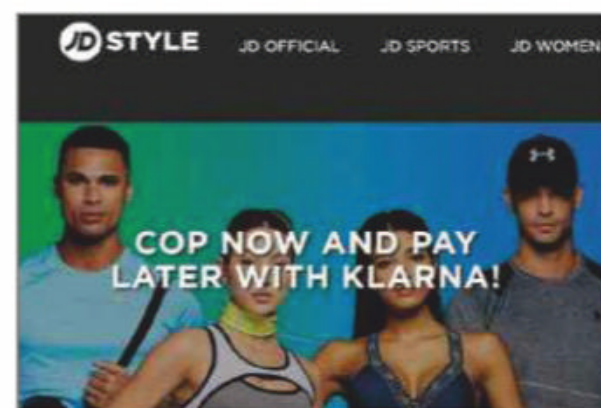 JD STYLE JD OFFICIAL JD SPORTS JD WOMEN
COP NOW AND PAY
LATER WITH KLARNA!